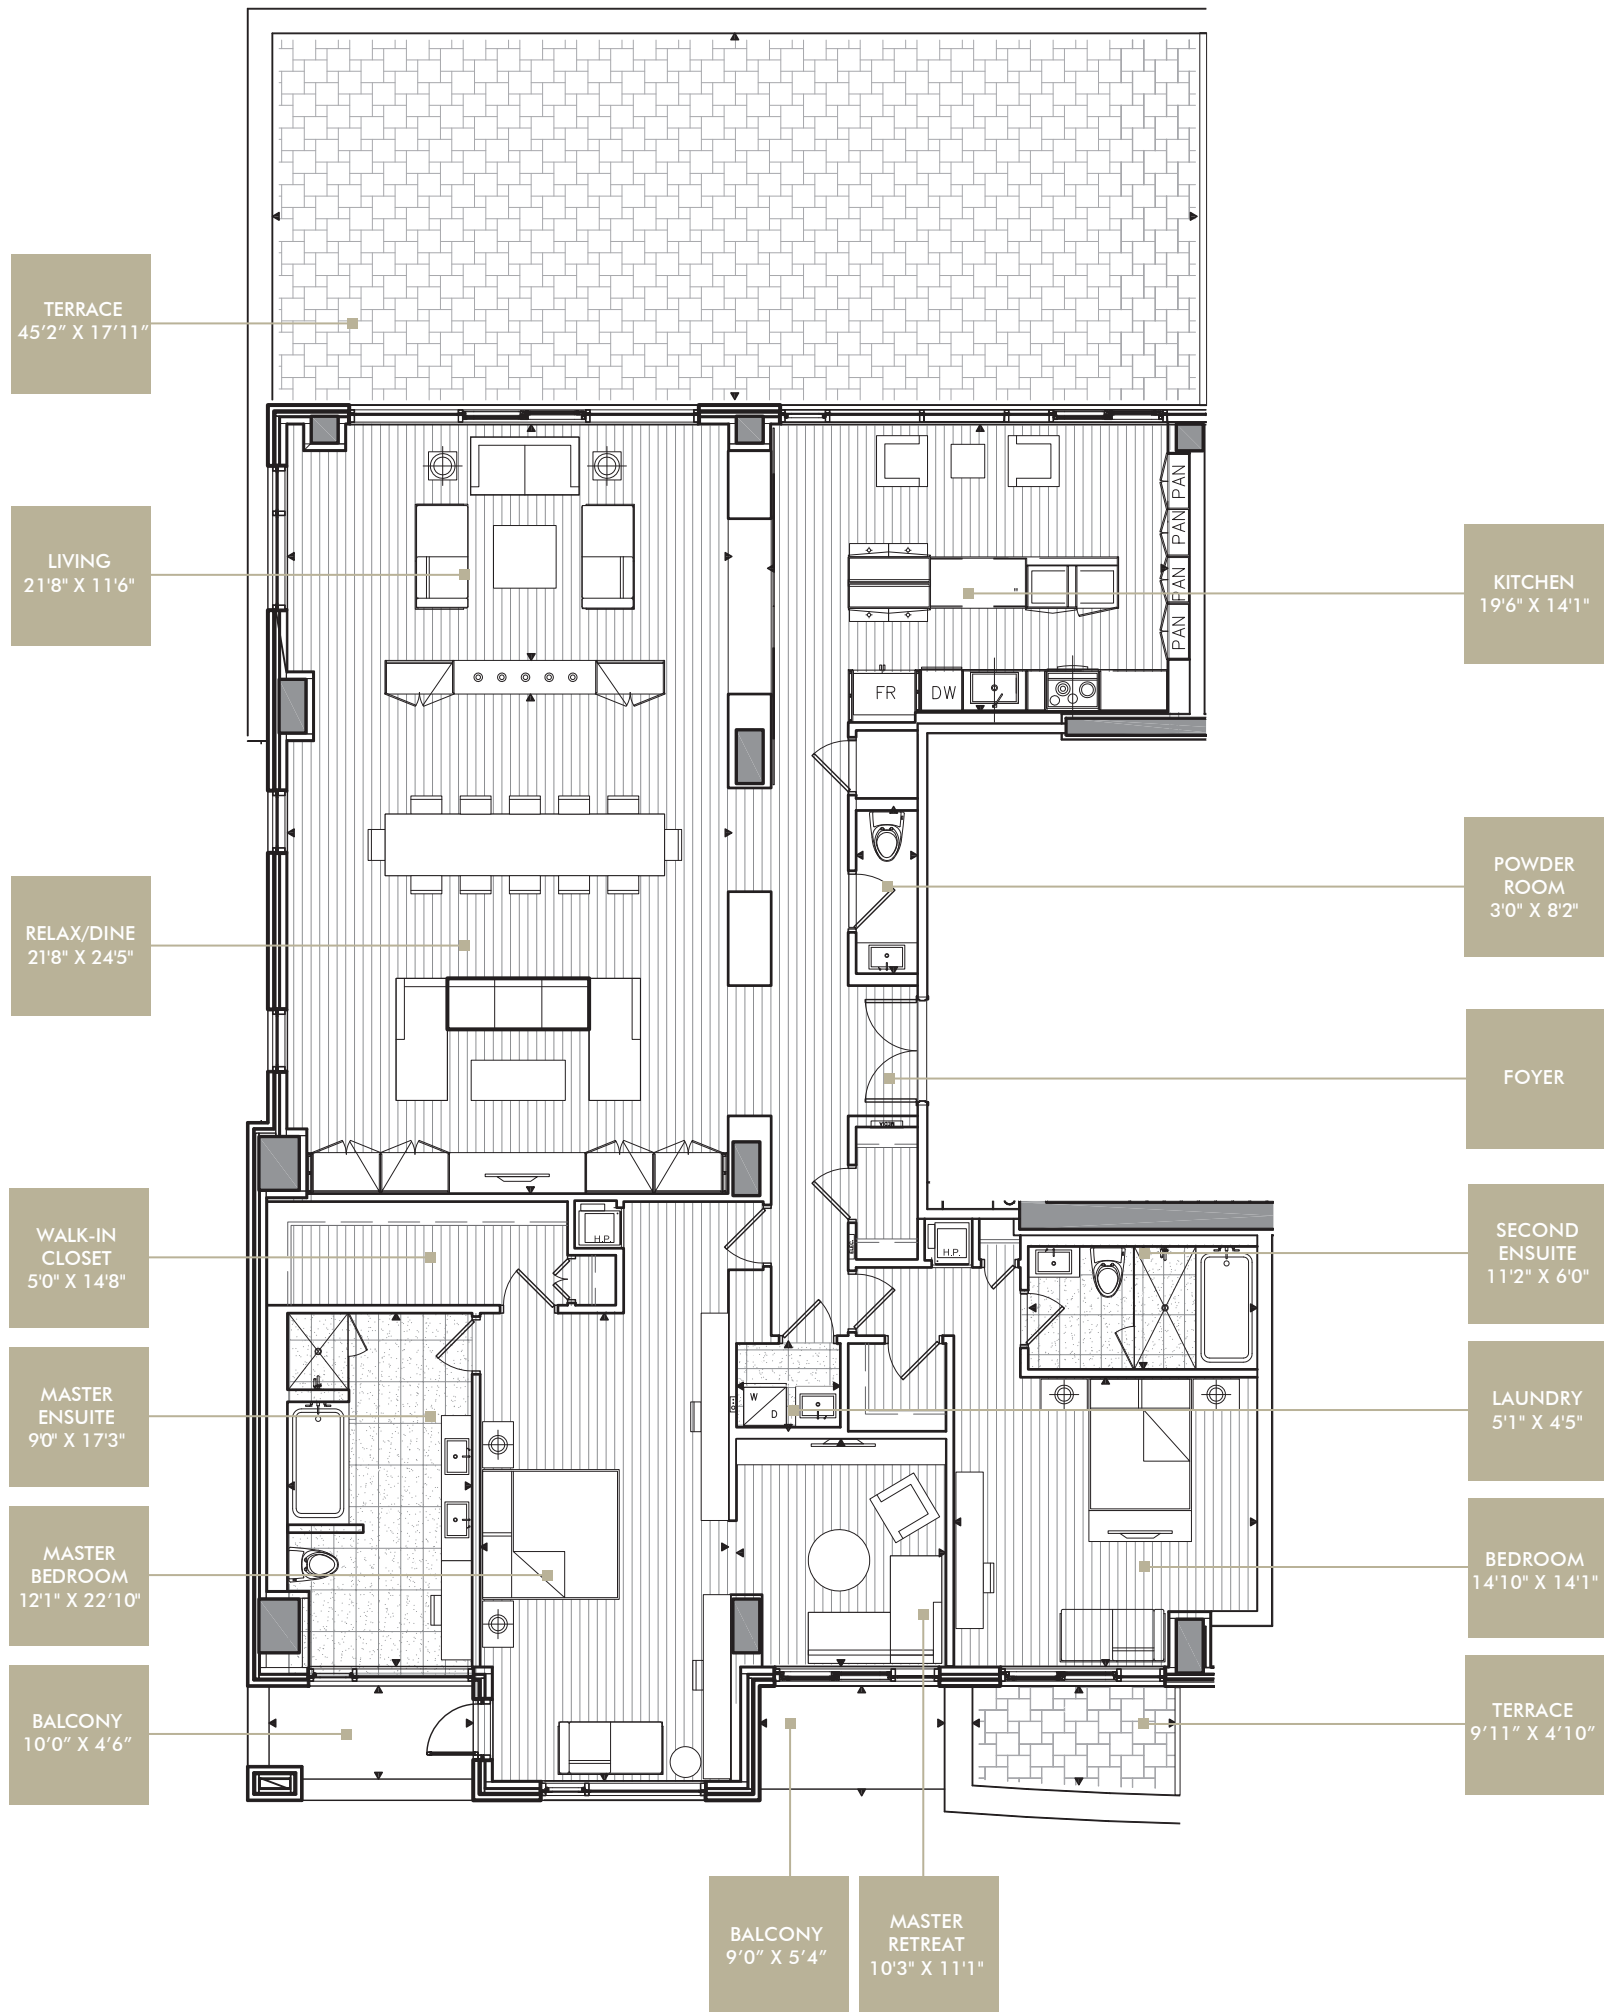 TERRACE
45’2” X 17’11”
LIVING
21'8" X 11'6"
RELAX/DINE
21'8" X 24'5"
WALK-IN
CLOSET
5'0" X 14'8"
MASTER
ENSUITE
9'0" X 17'3"
MASTER
BEDROOM
12'1" X 22'10"
BALCONY
10’0” X 4’6”
PAN
PAN
PAN
PAN
FR
DW
H.P.
H.P.
W
D
KITCHEN
19'6" X 14'1"
POWDER
ROOM
3'0" X 8'2"
FOYER
SECOND
ENSUITE
11'2" X 6'0"
LAUNDRY
5'1" X 4'5"
BEDROOM
14'10" X 14'1"
TERRACE
9’11” X 4’10”
BALCONY
9’0” X 5’4”
MASTER
RETREAT
10'3" X 11'1"